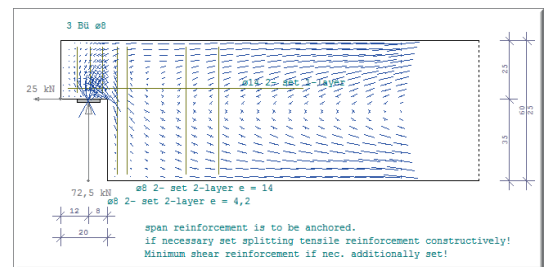 3 Bü ø8
ø14 2- set 1-layer
25 kN
25
35
60
25
72,5 kN
ø8 2- set 2-layer e = 14
ø8 2- set 2-layer e = 4,2
12
8
20
span reinforcement is to be anchored.
if necessary set splitting tensile reinforcement constructively!
Minimum shear reinforcement if nec. additionally set!